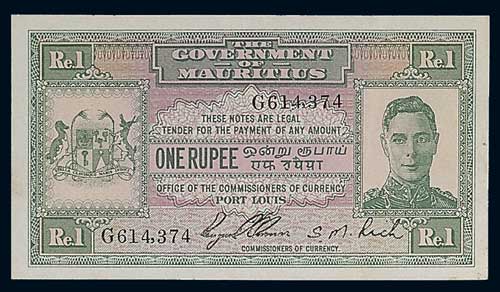 Re.1
THE
GOVERNMENT
OF
MAURITIUS
Re.1
G614,374
THESE NOTES ARE LEGAL
TENDER FOR THE PAYMENT OF ANY AMOUNT
ONE RUPEE ஒன்று ரூபாய்
एक रुपैया
OFFICE OF THE COMMISSIONERS OF CURRENCY
PORT LOUIS
G614,374
S. M. Rich
COMMISSIONERS OF CURRENCY.
Re.1
Re.1